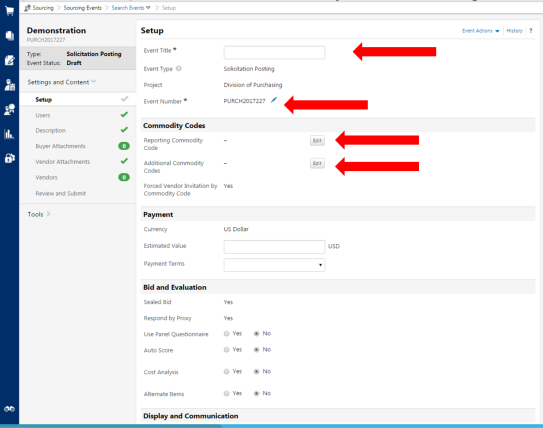 Sourcing > Sourcing Events > Search Events > Setup
Demonstration
PURCH2017227
Type: Solicitation Posting
Event Status: Draft
Settings and Content
Setup
Users
Description
Buyer Attachments 0
Vendor Attachments
Vendors 0
Review and Submit
Tools >
Setup
Event Actions | History | ?
Event Title *
Event Type ? Solicitation Posting
Project Division of Purchasing
Event Number * PURCH2017227
Commodity Codes
Reporting Commodity Code – Edit
Additional Commodity Codes – Edit
Forced Vendor Invitation by Commodity Code Yes
Payment
Currency US Dollar
Estimated Value USD
Payment Terms
Bid and Evaluation
Sealed Bid Yes
Respond by Proxy Yes
Use Panel Questionnaire Yes No
Auto Score Yes No
Cost Analysis Yes No
Alternate Items Yes No
Display and Communication